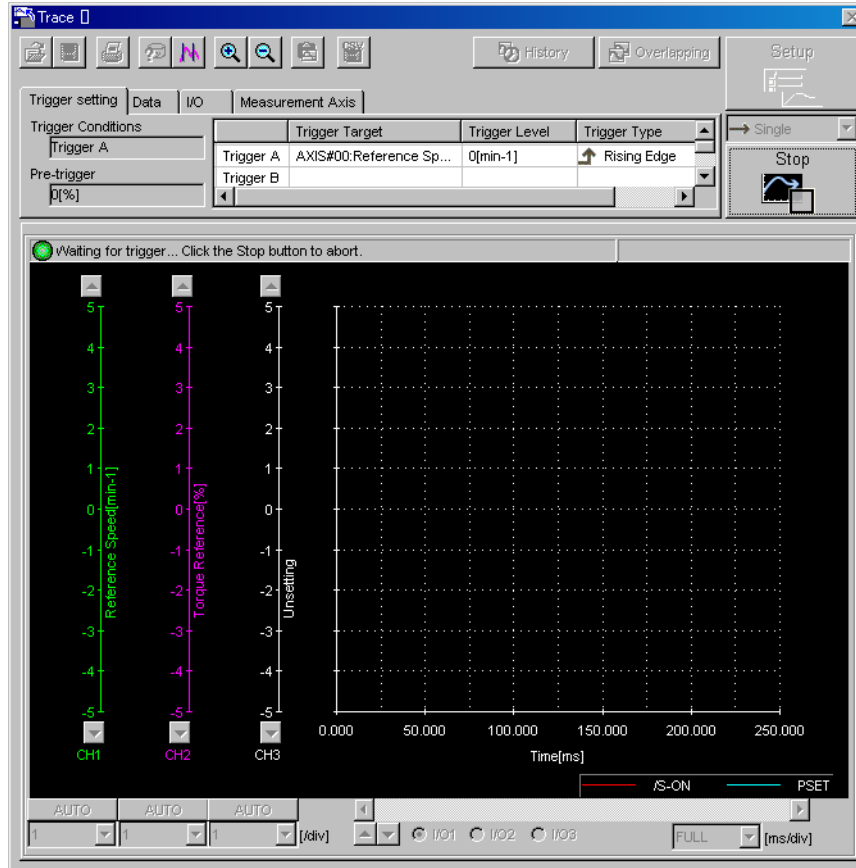 Trace []
History
Overlapping
Setup
Trigger setting
Data
I/O
Measurement Axis
Trigger Conditions
Trigger A
Pre-trigger
0[%]
Trigger Target Trigger Level Trigger Type
Trigger A AXIS#00:Reference Sp... 0[min-1] Rising Edge
Trigger B
Single
Stop
Waiting for trigger... Click the Stop button to abort.
5 5 5
4 4 4
3 3 3
2 2 2
1 1 1
0 0 0
-1 -1 -1
-2 -2 -2
-3 -3 -3
-4 -4 -4
-5 -5 -5
Reference Speed[min-1]
Torque Reference[%]
Unsetting
CH1 CH2 CH3
0.000 50.000 100.000 150.000 200.000 250.000
Time[ms]
/S-ON PSET
AUTO AUTO AUTO
1 1 1 [/div]
I/O1 I/O2 I/O3
FULL [ms/div]